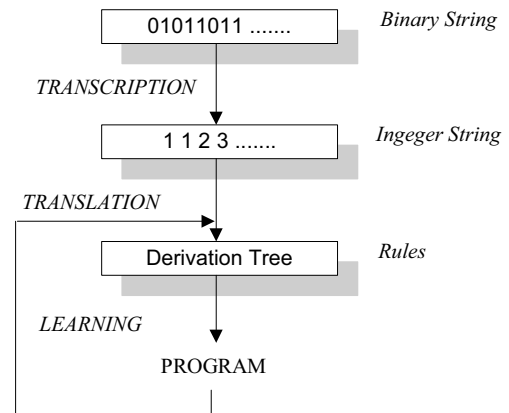 01011011 ....... Binary String
TRANSCRIPTION
1 1 2 3 ....... Ingeger String
TRANSLATION
Derivation Tree Rules
LEARNING
PROGRAM